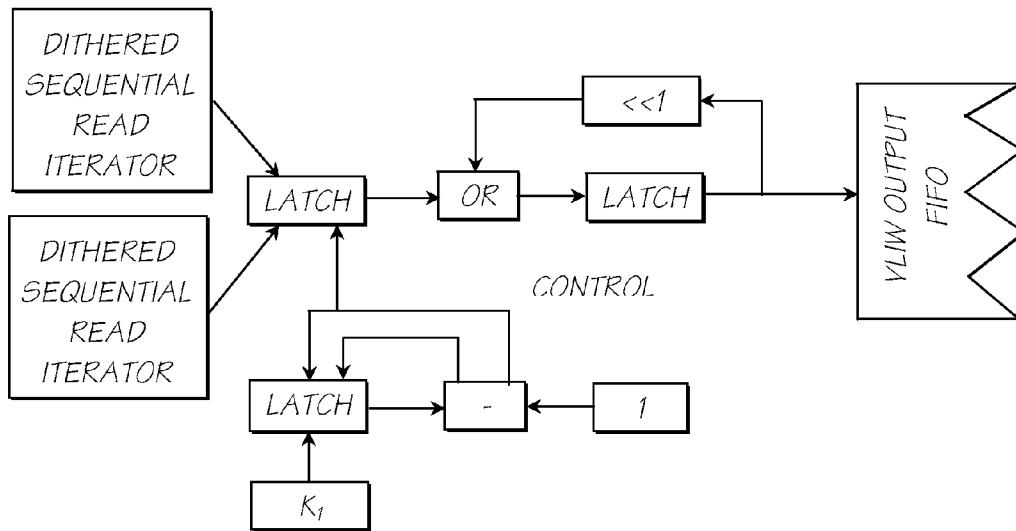 DITHERED
SEQUENTIAL
READ
ITERATOR
<<1
LATCH
OR
LATCH
VLIW OUTPUT
FIFO
DITHERED
SEQUENTIAL
READ
ITERATOR
CONTROL
LATCH
-
1
K₁